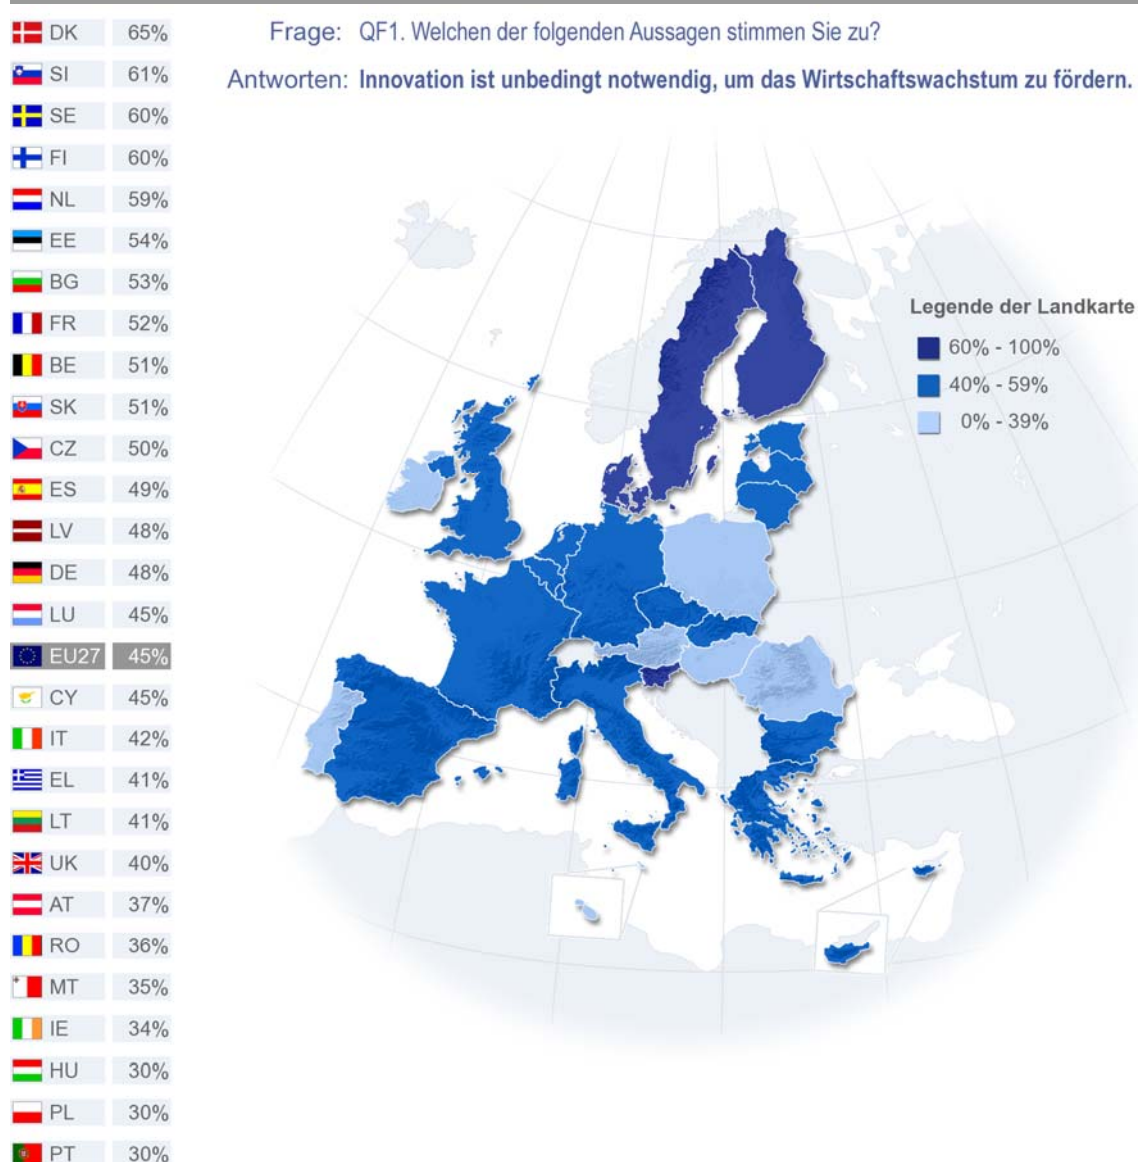 Frage: QF1. Welchen der folgenden Aussagen stimmen Sie zu?
Antworten: Innovation ist unbedingt notwendig, um das Wirtschaftswachstum zu fördern.
DK 65%
SI 61%
SE 60%
FI 60%
NL 59%
EE 54%
BG 53%
FR 52%
BE 51%
SK 51%
CZ 50%
ES 49%
LV 48%
DE 48%
LU 45%
EU27 45%
CY 45%
IT 42%
EL 41%
LT 41%
UK 40%
AT 37%
RO 36%
MT 35%
IE 34%
HU 30%
PL 30%
PT 30%
Legende der Landkarte
60% - 100%
40% - 59%
0% - 39%